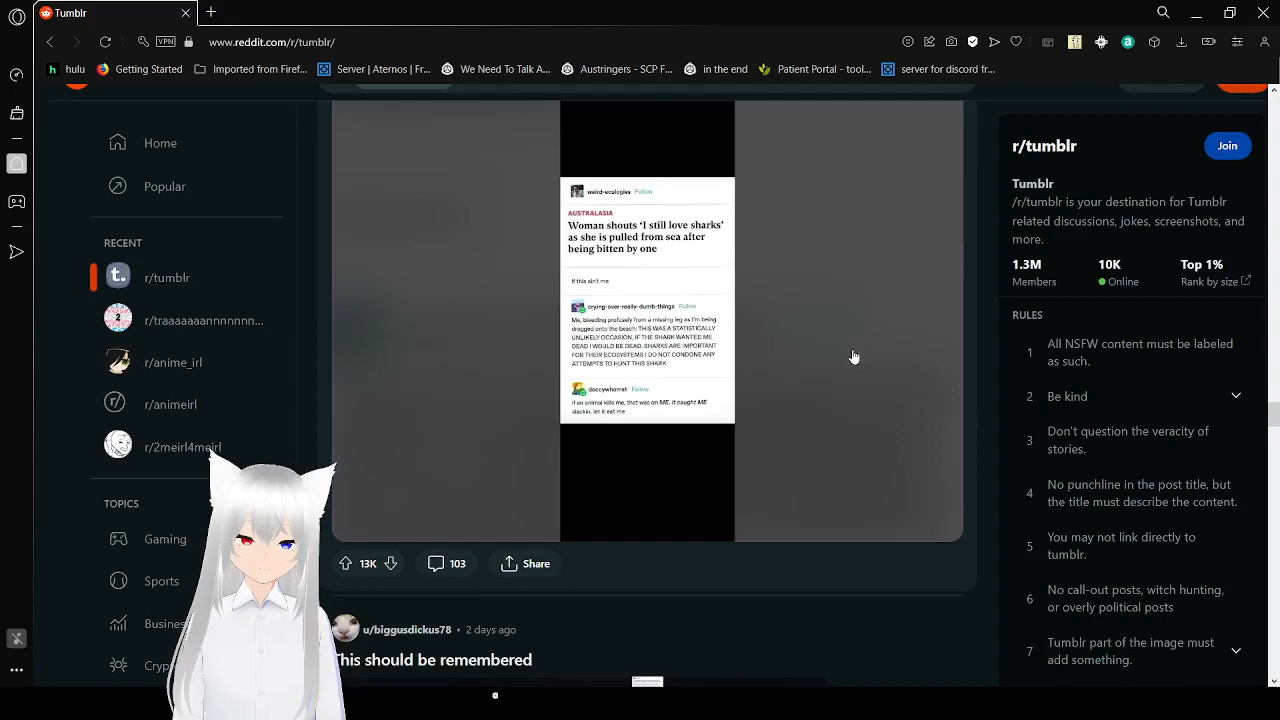 Tumblr
VPN
www.reddit.com/r/tumblr/
hulu
Getting Started
Imported from Firef...
Server | Aternos | Fr...
We Need To Talk A...
Austringers - SCP F...
in the end
Patient Portal - tool...
server for discord fr...
Home
Popular
RECENT
r/tumblr
r/traaaaaaannnnnnn...
r/anime_irl
r/animeirl
r/2meirl4meirl
TOPICS
Gaming
Sports
Busines
Cryp
weird-ecologies Follow
AUSTRALASIA
Woman shouts ‘I still love sharks’
as she is pulled from sea after
being bitten by one
If this ain't me
crying-over-really-dumb-things Follow
Me, bleeding profusely from a missing leg as I'm being
dragged onto the beach: THIS WAS A STATISTICALLY
UNLIKELY OCCASION, IF THE SHARK WANTED ME
DEAD I WOULD BE DEAD. SHARKS ARE IMPORTANT
FOR THEIR ECOSYSTEMS I DO NOT CONDONE ANY
ATTEMPTS TO HUNT THIS SHARK
doccywhomst Follow
if an animal kills me, that was on ME. it caught ME
slackin. let it eat me
13K
103
Share
u/biggusdickus78 • 2 days ago
This should be remembered
r/tumblr
Join
Tumblr
/r/tumblr is your destination for Tumblr
related discussions, jokes, screenshots, and
more.
1.3M
Members
10K
Online
Top 1%
Rank by size
RULES
1 All NSFW content must be labeled
as such.
2 Be kind
3 Don't question the veracity of
stories.
4 No punchline in the post title, but
the title must describe the content.
5 You may not link directly to
tumblr.
6 No call-out posts, witch hunting,
or overly political posts
7 Tumblr part of the image must
add something.